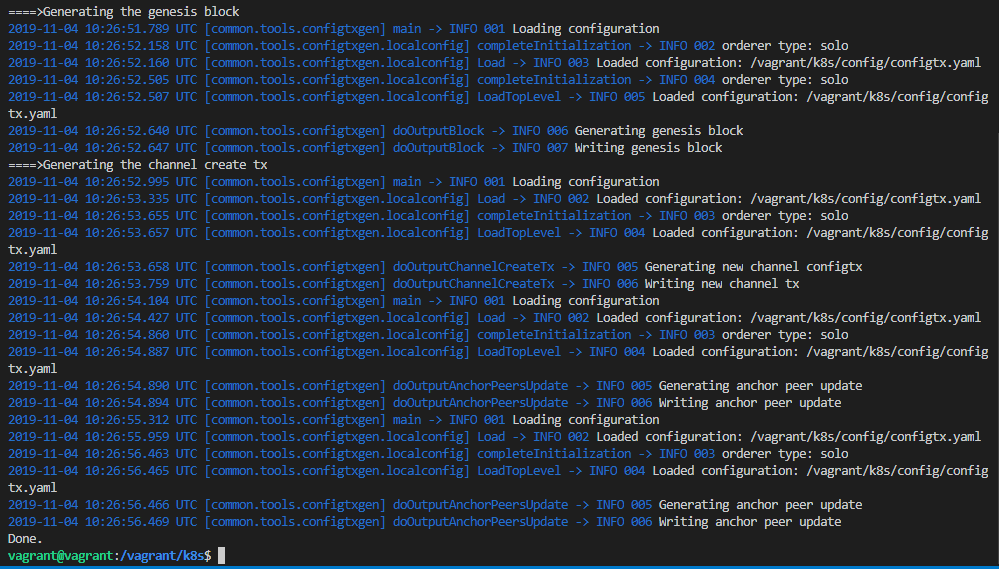 ====>Generating the genesis block
2019-11-04 10:26:51.789 UTC [common.tools.configtxgen] main -> INFO 001 Loading configuration
2019-11-04 10:26:52.158 UTC [common.tools.configtxgen.localconfig] completeInitialization -> INFO 002 orderer type: solo
2019-11-04 10:26:52.160 UTC [common.tools.configtxgen.localconfig] Load -> INFO 003 Loaded configuration: /vagrant/k8s/config/configtx.yaml
2019-11-04 10:26:52.505 UTC [common.tools.configtxgen.localconfig] completeInitialization -> INFO 004 orderer type: solo
2019-11-04 10:26:52.507 UTC [common.tools.configtxgen.localconfig] LoadTopLevel -> INFO 005 Loaded configuration: /vagrant/k8s/config/config
tx.yaml
2019-11-04 10:26:52.640 UTC [common.tools.configtxgen] doOutputBlock -> INFO 006 Generating genesis block
2019-11-04 10:26:52.647 UTC [common.tools.configtxgen] doOutputBlock -> INFO 007 Writing genesis block
====>Generating the channel create tx
2019-11-04 10:26:52.995 UTC [common.tools.configtxgen] main -> INFO 001 Loading configuration
2019-11-04 10:26:53.335 UTC [common.tools.configtxgen.localconfig] Load -> INFO 002 Loaded configuration: /vagrant/k8s/config/configtx.yaml
2019-11-04 10:26:53.655 UTC [common.tools.configtxgen.localconfig] completeInitialization -> INFO 003 orderer type: solo
2019-11-04 10:26:53.657 UTC [common.tools.configtxgen.localconfig] LoadTopLevel -> INFO 004 Loaded configuration: /vagrant/k8s/config/config
tx.yaml
2019-11-04 10:26:53.658 UTC [common.tools.configtxgen] doOutputChannelCreateTx -> INFO 005 Generating new channel configtx
2019-11-04 10:26:53.759 UTC [common.tools.configtxgen] doOutputChannelCreateTx -> INFO 006 Writing new channel tx
2019-11-04 10:26:54.104 UTC [common.tools.configtxgen] main -> INFO 001 Loading configuration
2019-11-04 10:26:54.427 UTC [common.tools.configtxgen.localconfig] Load -> INFO 002 Loaded configuration: /vagrant/k8s/config/configtx.yaml
2019-11-04 10:26:54.860 UTC [common.tools.configtxgen.localconfig] completeInitialization -> INFO 003 orderer type: solo
2019-11-04 10:26:54.887 UTC [common.tools.configtxgen.localconfig] LoadTopLevel -> INFO 004 Loaded configuration: /vagrant/k8s/config/config
tx.yaml
2019-11-04 10:26:54.890 UTC [common.tools.configtxgen] doOutputAnchorPeersUpdate -> INFO 005 Generating anchor peer update
2019-11-04 10:26:54.894 UTC [common.tools.configtxgen] doOutputAnchorPeersUpdate -> INFO 006 Writing anchor peer update
2019-11-04 10:26:55.312 UTC [common.tools.configtxgen] main -> INFO 001 Loading configuration
2019-11-04 10:26:55.959 UTC [common.tools.configtxgen.localconfig] Load -> INFO 002 Loaded configuration: /vagrant/k8s/config/configtx.yaml
2019-11-04 10:26:56.463 UTC [common.tools.configtxgen.localconfig] completeInitialization -> INFO 003 orderer type: solo
2019-11-04 10:26:56.465 UTC [common.tools.configtxgen.localconfig] LoadTopLevel -> INFO 004 Loaded configuration: /vagrant/k8s/config/config
tx.yaml
2019-11-04 10:26:56.466 UTC [common.tools.configtxgen] doOutputAnchorPeersUpdate -> INFO 005 Generating anchor peer update
2019-11-04 10:26:56.469 UTC [common.tools.configtxgen] doOutputAnchorPeersUpdate -> INFO 006 Writing anchor peer update
Done.
vagrant@vagrant:/vagrant/k8s$